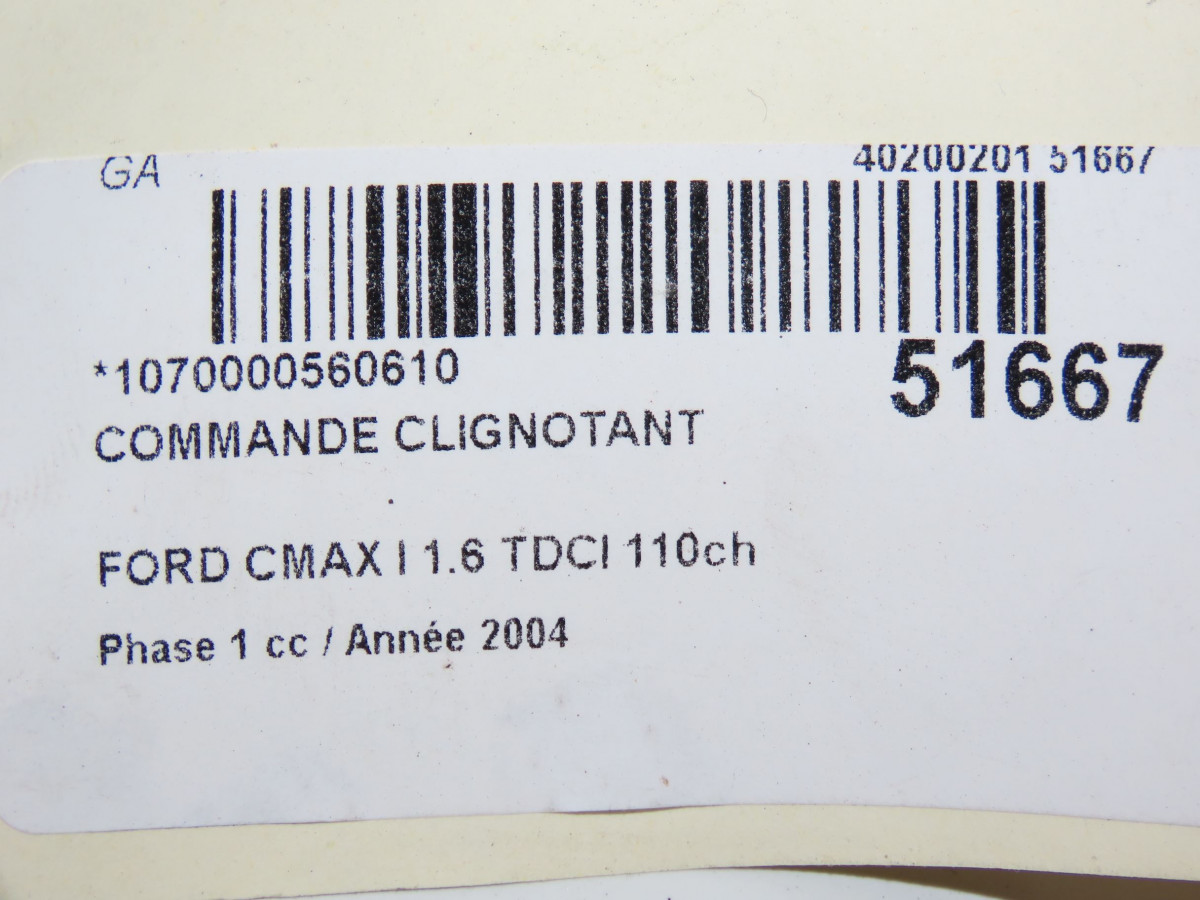 GA
40200201 51667
*1070000560610
51667
COMMANDE CLIGNOTANT
FORD CMAX I 1.6 TDCI 110ch
Phase 1 cc / Année 2004